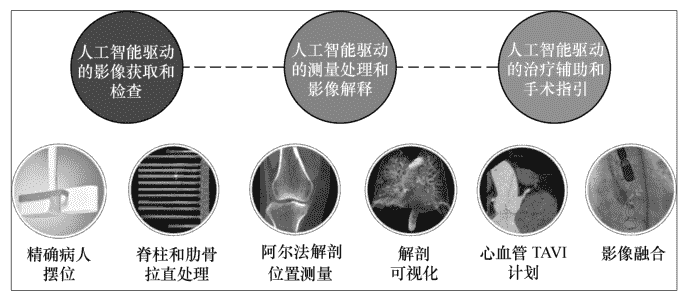 人工智能驱动
的影像获取和
检查
人工智能驱动
的测量处理和
影像解释
人工智能驱动
的治疗辅助和
手术指引
精确病人
摆位
脊柱和肋骨
拉直处理
阿尔法解剖
位置测量
解剖
可视化
心血管 TAVI
计划
影像融合